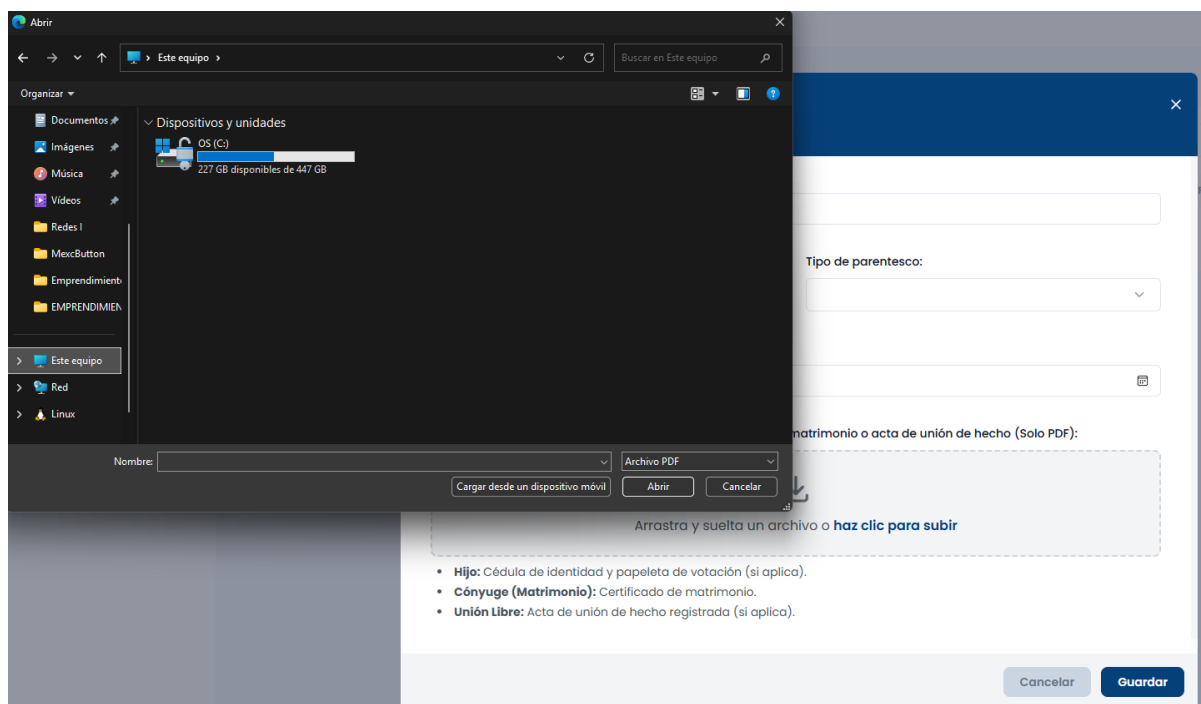 Abrir
Este equipo
Buscar en Este equipo
Organizar
Documentos
Imágenes
Música
Vídeos
Redes I
MexcButton
Emprendimient
EMPRENDIMIEN
Este equipo
Red
Linux
Dispositivos y unidades
OS (C:)
227 GB disponibles de 447 GB
Nombre:
Archivo PDF
Cargar desde un dispositivo móvil
Abrir
Cancelar
Tipo de parentesco:
matrimonio o acta de unión de hecho (Solo PDF):
Arrastra y suelta un archivo o haz clic para subir
• Hijo: Cédula de identidad y papeleta de votación (si aplica).
• Cónyuge (Matrimonio): Certificado de matrimonio.
• Unión Libre: Acta de unión de hecho registrada (si aplica).
Cancelar
Guardar